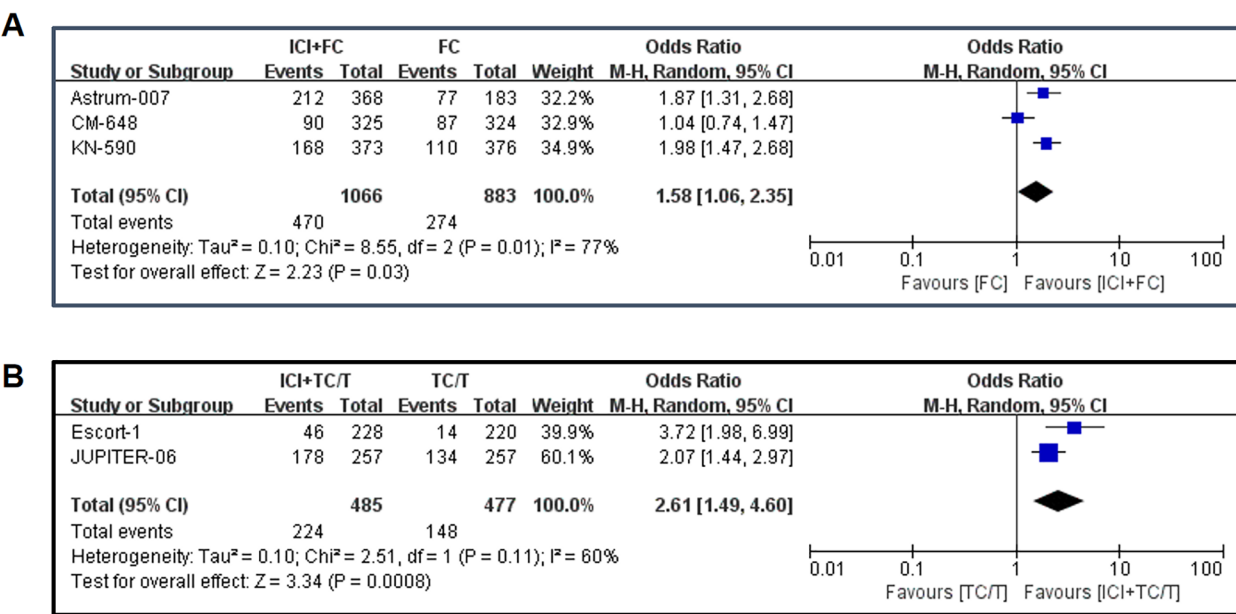 A
ICI+FC FC Odds Ratio Odds Ratio
Study or Subgroup Events Total Events Total Weight M-H, Random, 95% CI M-H, Random, 95% CI
Astrum-007 212 368 77 183 32.2% 1.87 [1.31, 2.68]
CM-648 90 325 87 324 32.9% 1.04 [0.74, 1.47]
KN-590 168 373 110 376 34.9% 1.98 [1.47, 2.68]
Total (95% CI) 1066 883 100.0% 1.58 [1.06, 2.35]
Total events 470 274
Heterogeneity: Tau² = 0.10; Chi² = 8.55, df = 2 (P = 0.01); I² = 77%
Test for overall effect: Z = 2.23 (P = 0.03)
0.01 0.1 1 10 100
Favours [FC] Favours [ICI+FC]
B
ICI+TC/T TC/T Odds Ratio Odds Ratio
Study or Subgroup Events Total Events Total Weight M-H, Random, 95% CI M-H, Random, 95% CI
Escort-1 46 228 14 220 39.9% 3.72 [1.98, 6.99]
JUPITER-06 178 257 134 257 60.1% 2.07 [1.44, 2.97]
Total (95% CI) 485 477 100.0% 2.61 [1.49, 4.60]
Total events 224 148
Heterogeneity: Tau² = 0.10; Chi² = 2.51, df = 1 (P = 0.11); I² = 60%
Test for overall effect: Z = 3.34 (P = 0.0008)
0.01 0.1 1 10 100
Favours [TC/T] Favours [ICI+TC/T]